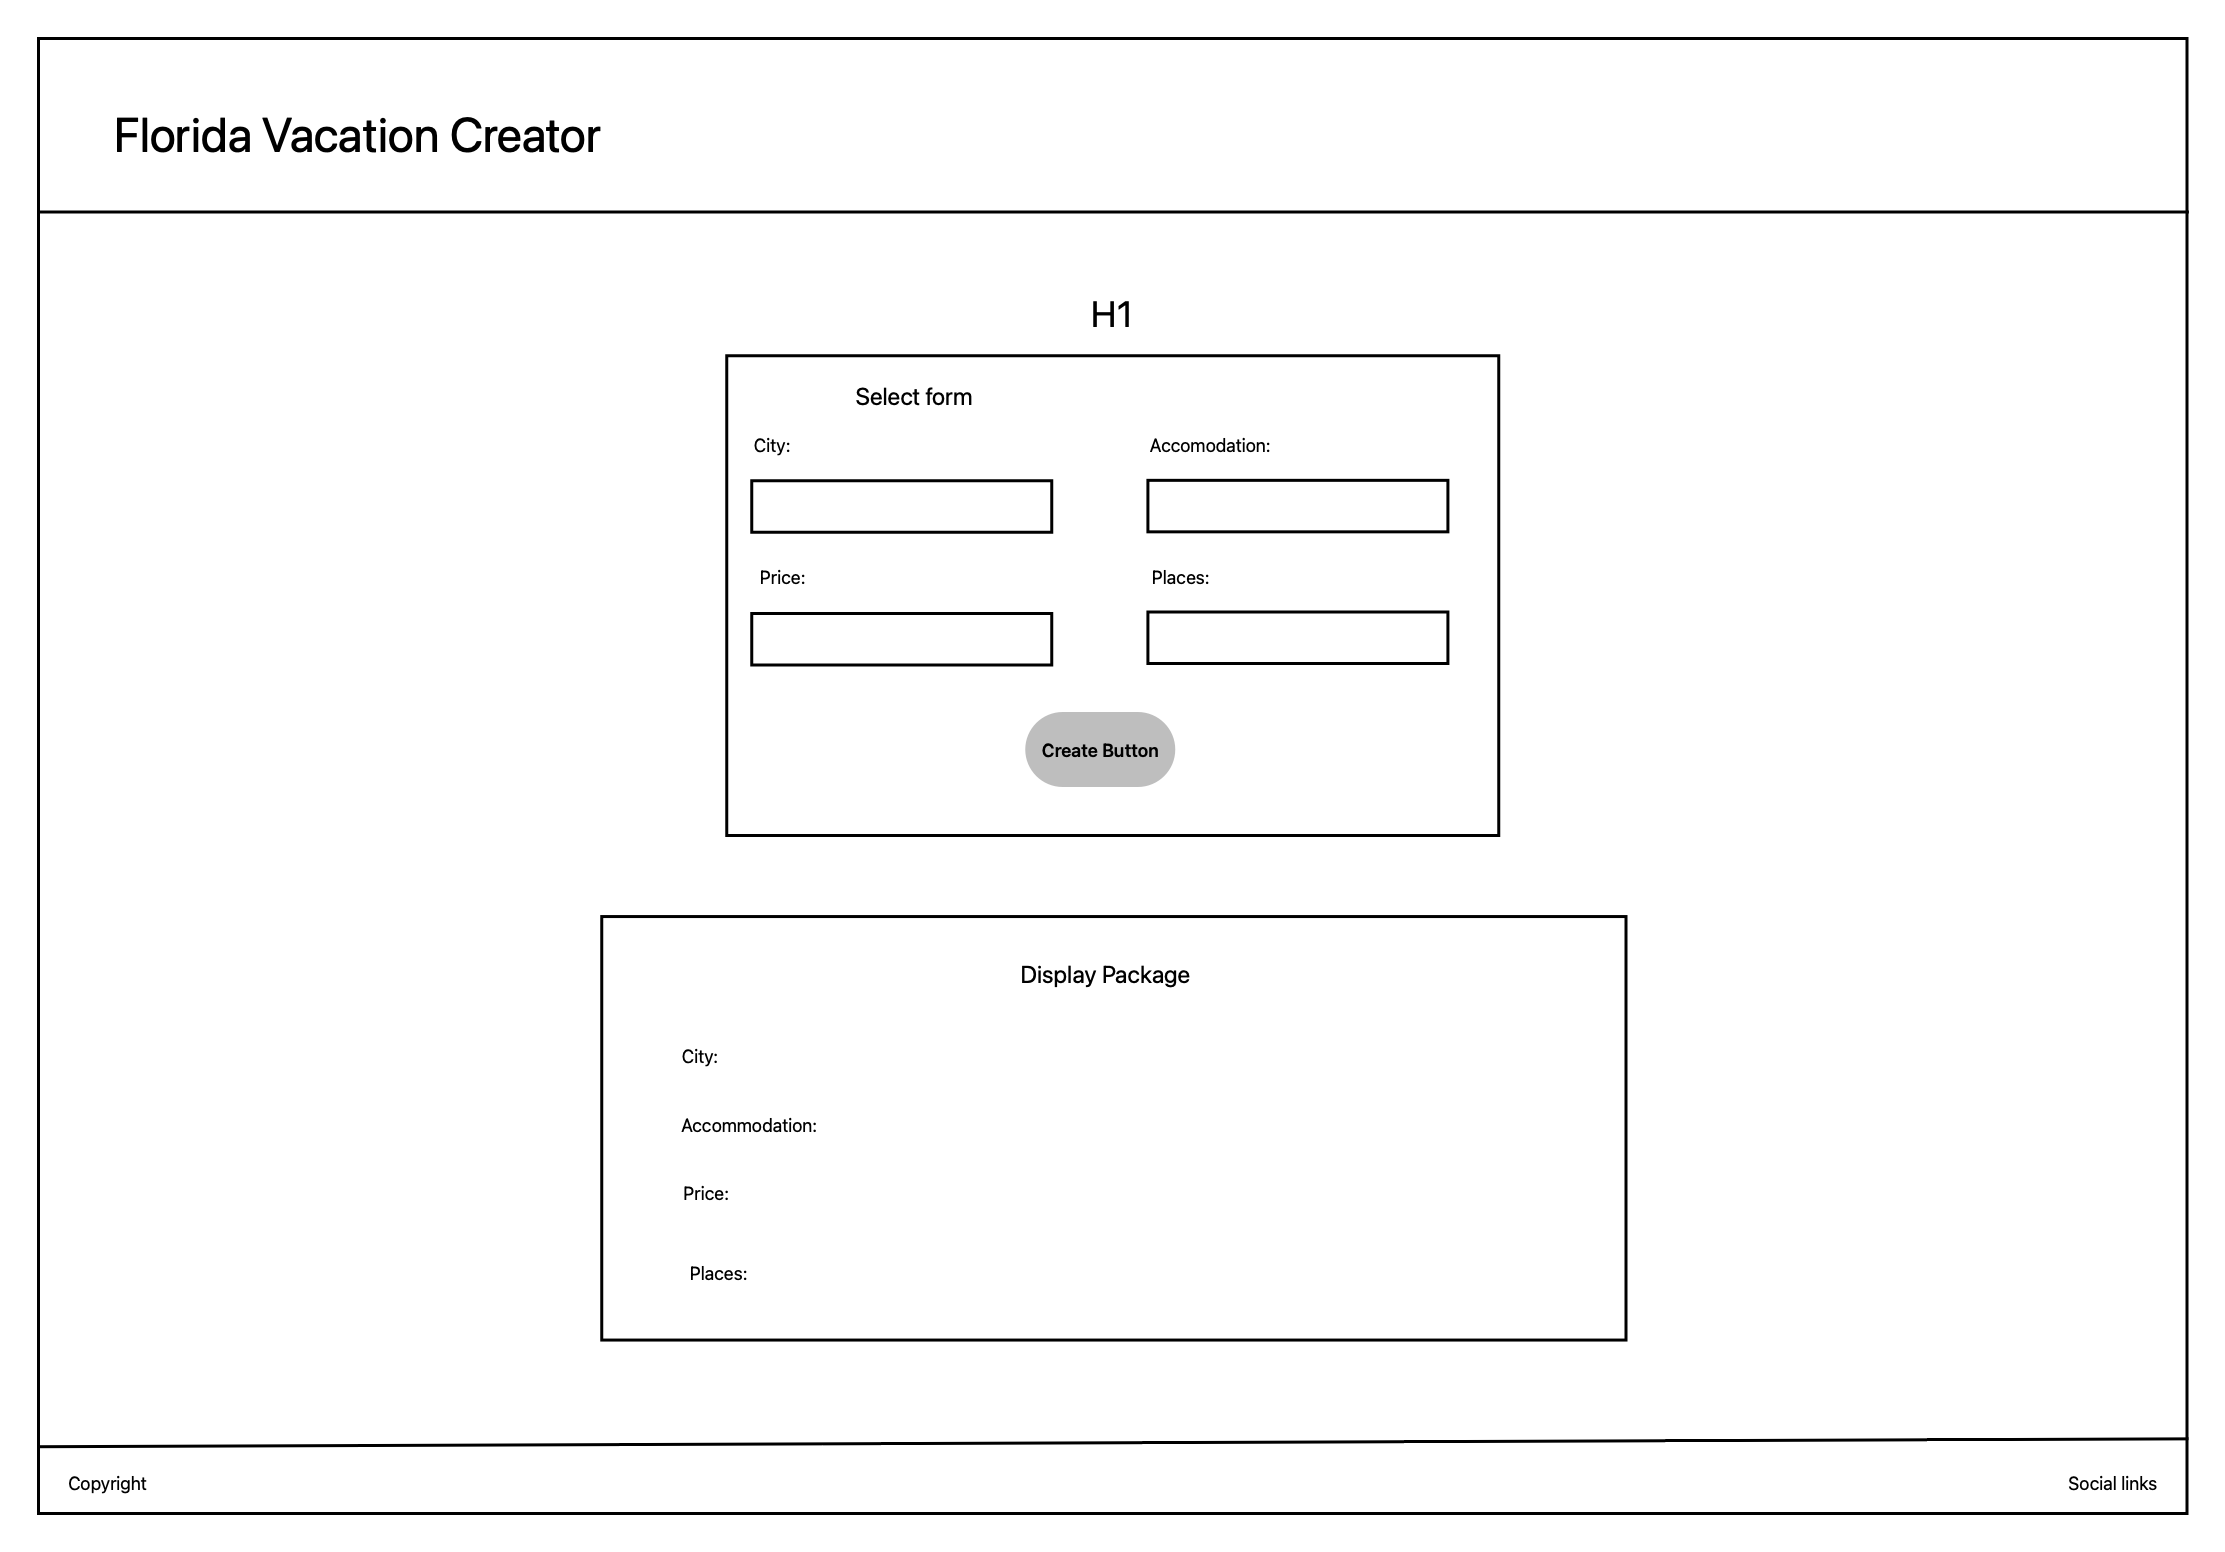 Florida Vacation Creator
H1
Select form
City:
Accomodation:
Price:
Places:
Create Button
Display Package
City:
Accommodation:
Price:
Places:
Copyright
Social links